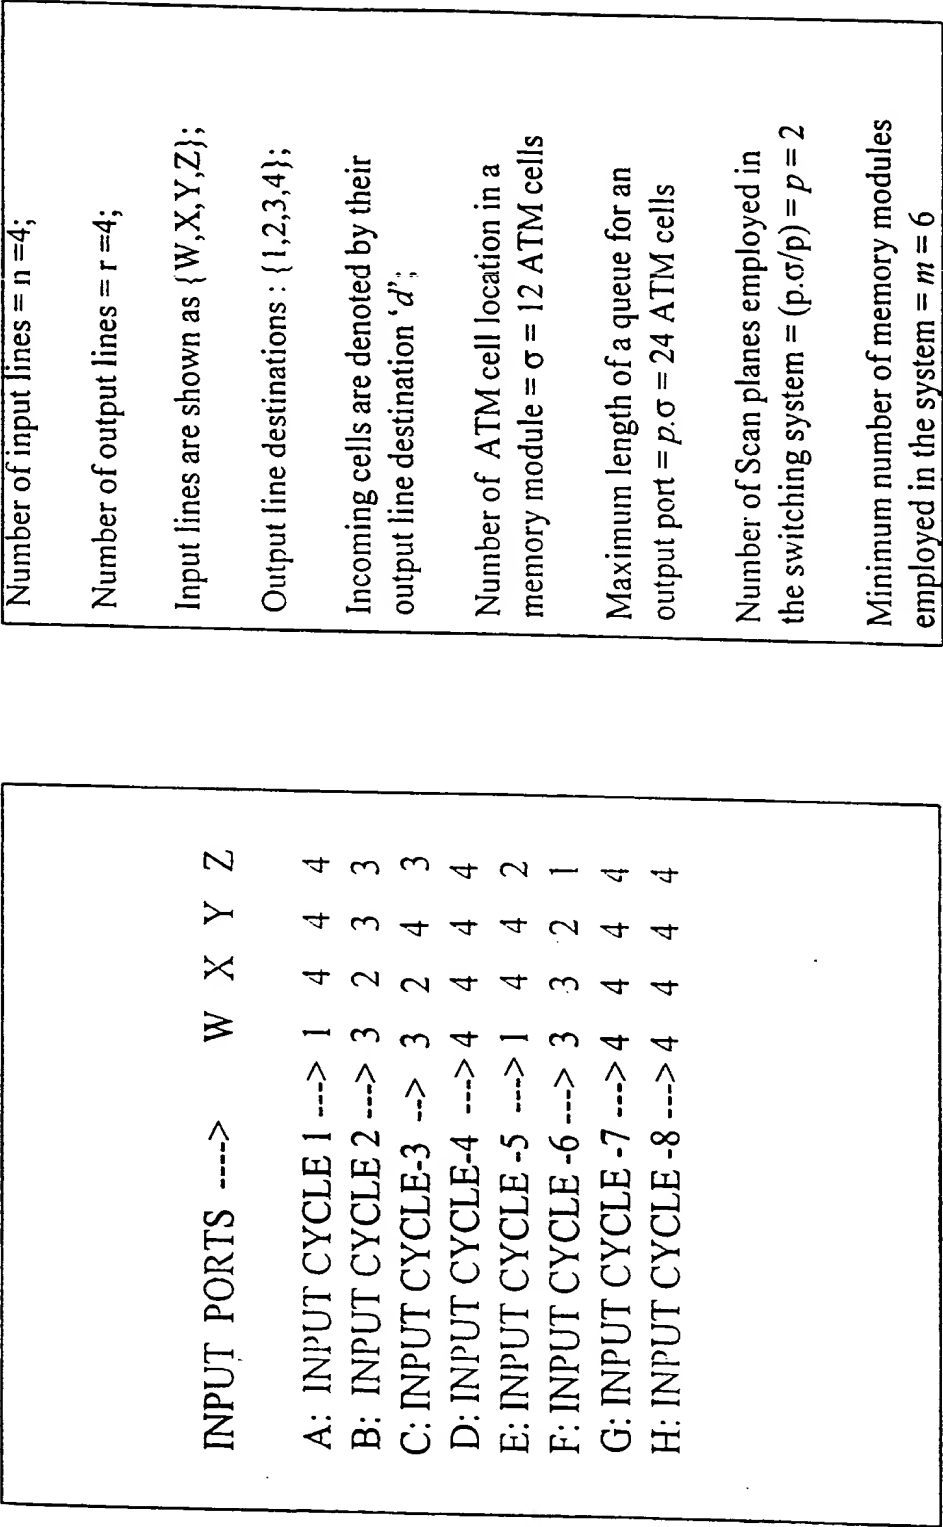 INPUT PORTS ----> W X Y Z
A: INPUT CYCLE 1 ---> 1 4 4 4
B: INPUT CYCLE 2 ---> 3 2 3 3
C: INPUT CYCLE-3 --> 3 2 4 3
D: INPUT CYCLE-4 ---> 4 4 4 4
E: INPUT CYCLE -5 ---> 1 4 4 2
F: INPUT CYCLE -6 ---> 3 3 2 1
G: INPUT CYCLE -7 ---> 4 4 4 4
H: INPUT CYCLE -8 ---> 4 4 4 4
Number of input lines = n =4;
Number of output lines = r =4;
Input lines are shown as {W,X,Y,Z};
Output line destinations : {1,2,3,4};
Incoming cells are denoted by their
output line destination ‘d’;
Number of ATM cell location in a
memory module = σ = 12 ATM cells
Maximum length of a queue for an
output port = p.σ = 24 ATM cells
Number of Scan planes employed in
the switching system = (p.σ/p) = p = 2
Minimum number of memory modules
employed in the system = m = 6